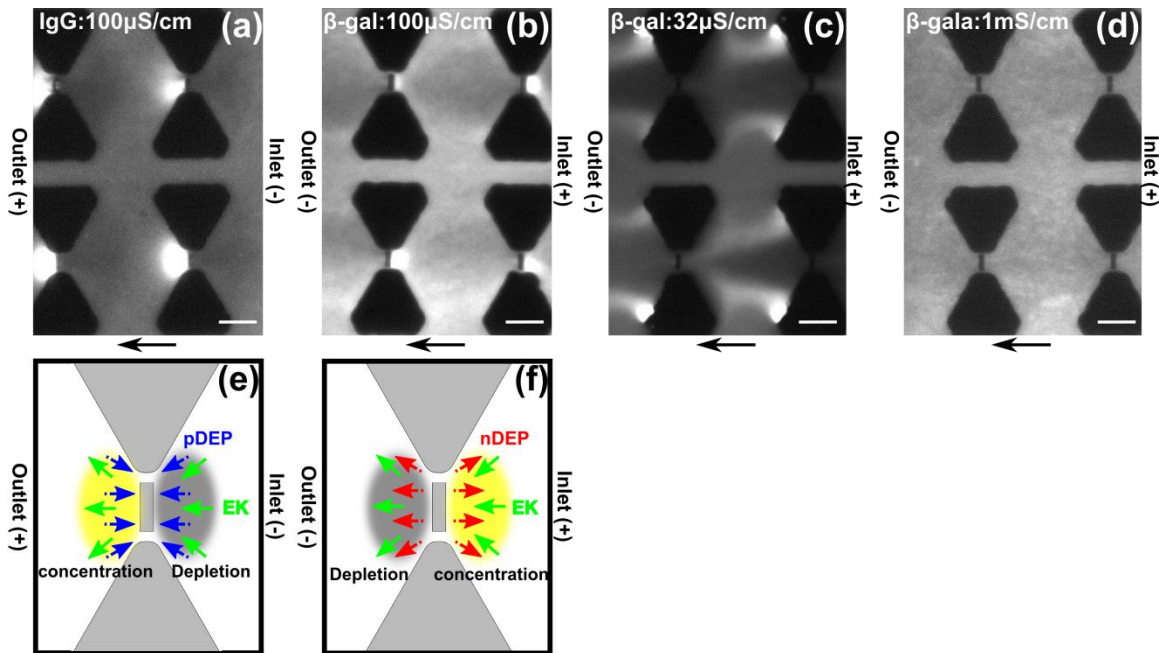 IgG:100µS/cm (a)
Outlet (+)
Inlet (-)
β-gal:100µS/cm (b)
Outlet (-)
Inlet (+)
β-gal:32µS/cm (c)
Outlet (-)
Inlet (+)
β-gala:1mS/cm (d)
Outlet (-)
Inlet (+)
(e)
pDEP
EK
Outlet (+)
Inlet (-)
concentration Depletion
(f)
nDEP
EK
Outlet (-)
Inlet (+)
Depletion concentration